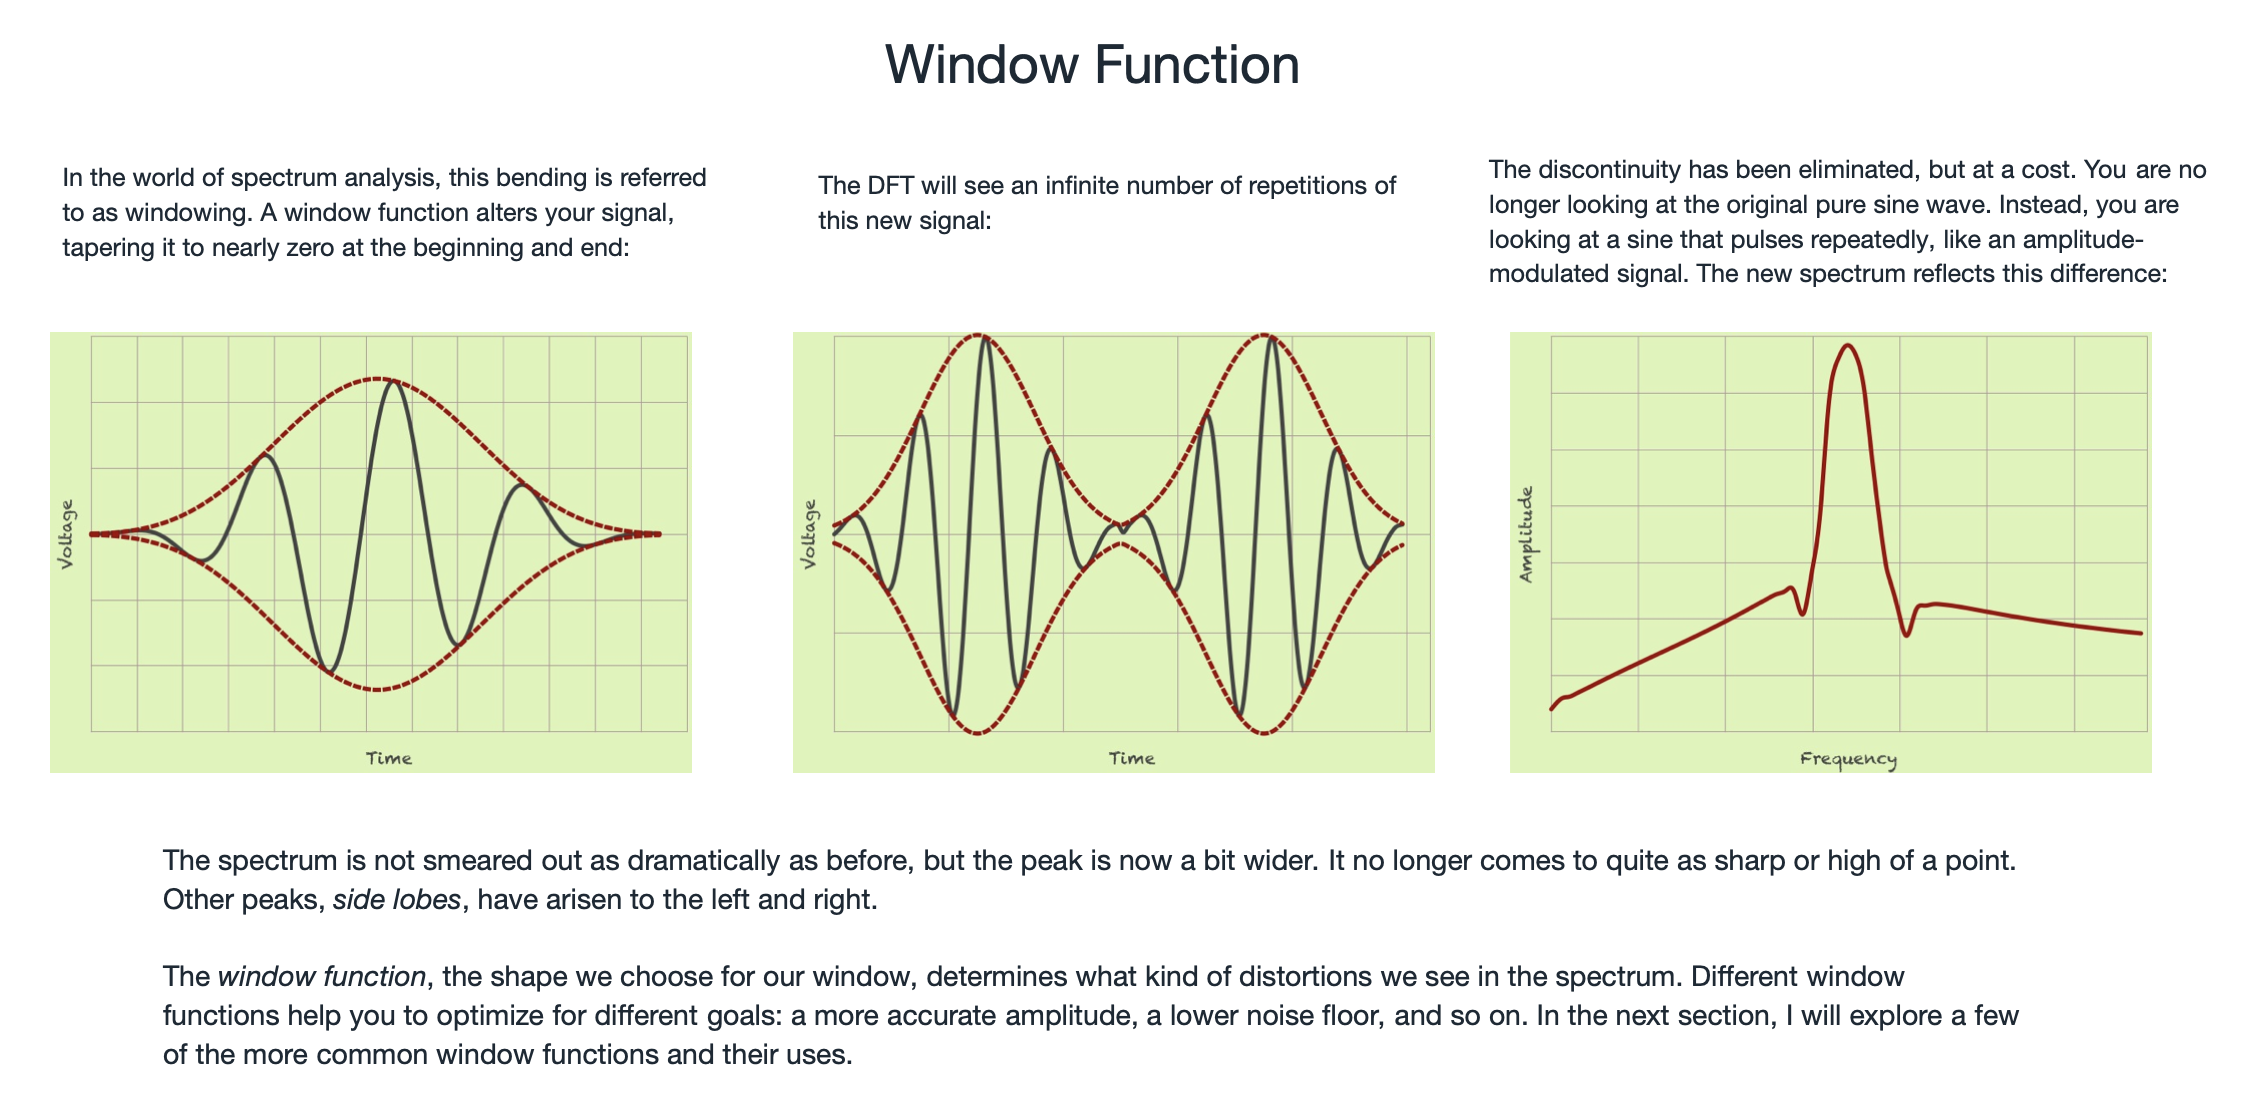 Window Function
In the world of spectrum analysis, this bending is referred
to as windowing. A window function alters your signal,
tapering it to nearly zero at the beginning and end:
The DFT will see an infinite number of repetitions of
this new signal:
The discontinuity has been eliminated, but at a cost. You are no
longer looking at the original pure sine wave. Instead, you are
looking at a sine that pulses repeatedly, like an amplitude-
modulated signal. The new spectrum reflects this difference:
Voltage
Time
Voltage
Time
Amplitude
Frequency
The spectrum is not smeared out as dramatically as before, but the peak is now a bit wider. It no longer comes to quite as sharp or high of a point.
Other peaks, side lobes, have arisen to the left and right.
The window function, the shape we choose for our window, determines what kind of distortions we see in the spectrum. Different window
functions help you to optimize for different goals: a more accurate amplitude, a lower noise floor, and so on. In the next section, I will explore a few
of the more common window functions and their uses.